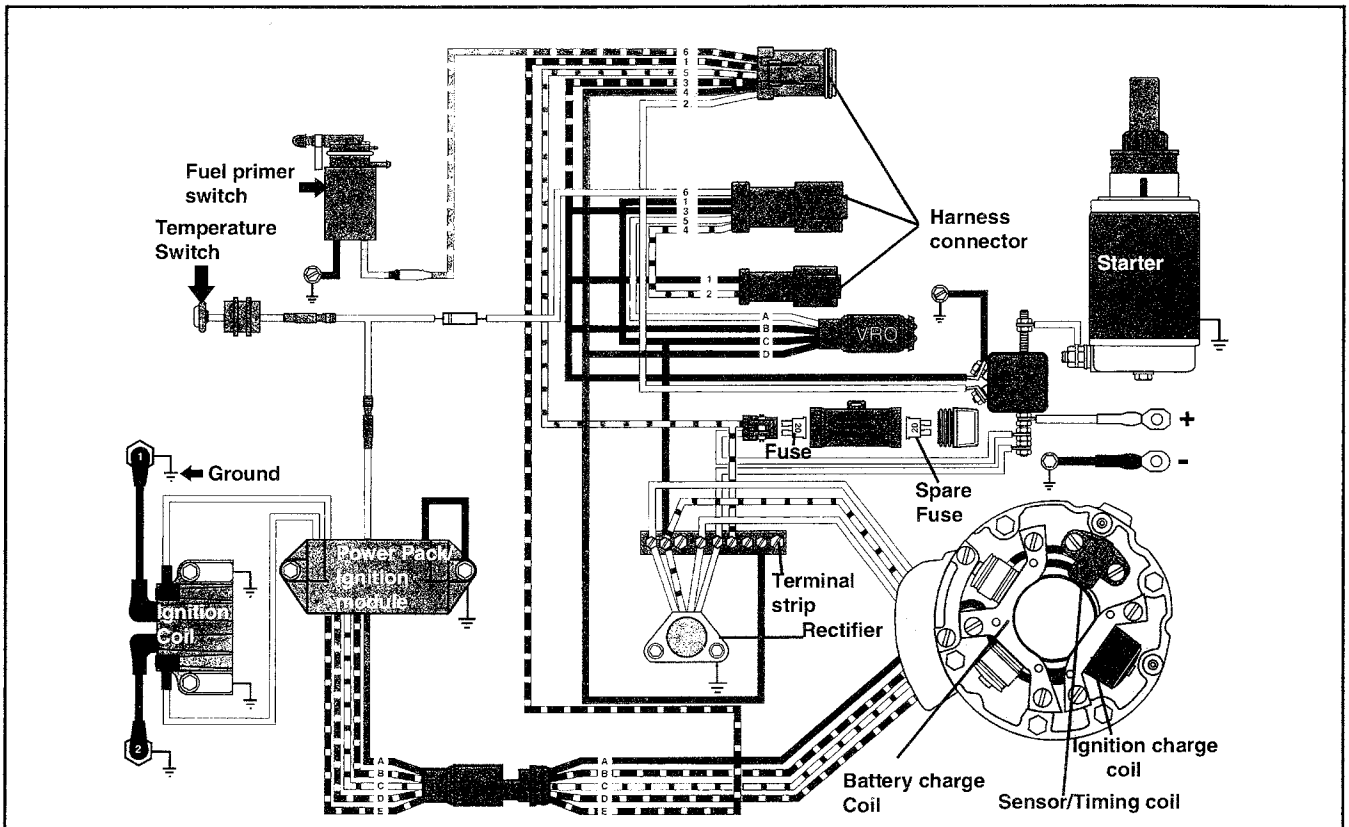 6
1
5
3
4
2
Fuel primer
switch
Temperature
Switch
6
1
3
5
4
Harness
connector
1
2
Starter
A
B
C
D
VRO
+
-
20
20
Fuse
Spare
Fuse
1
Ground
Power Pack/
Ignition
module
Ignition
Coil
2
Terminal
strip
Rectifier
A
B
C
D
E
A
B
C
D
E
Battery charge
Coil
Ignition charge
coil
Sensor/Timing coil